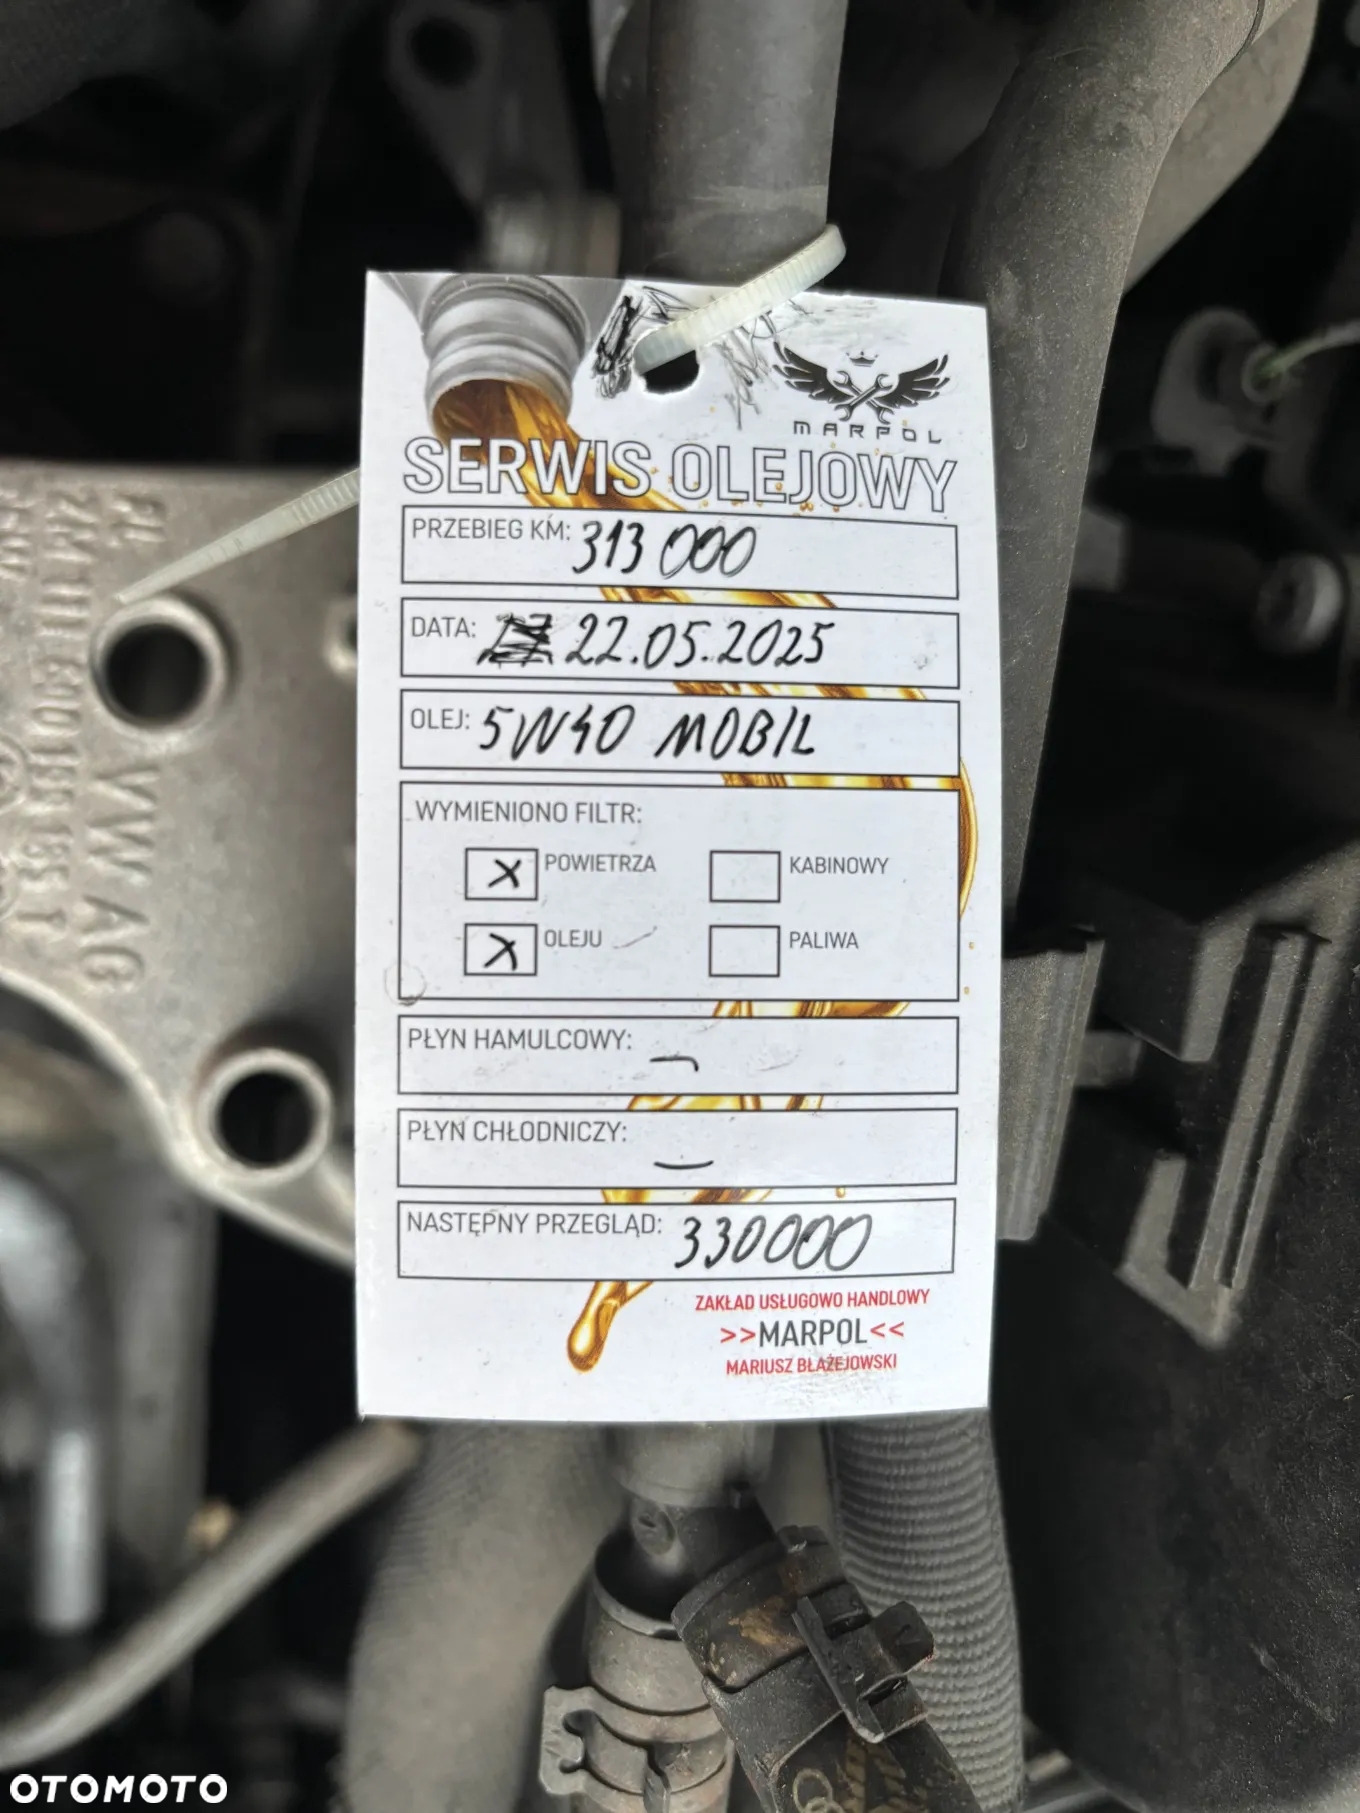 MARPOL
SERWIS OLEJOWY
PRZEBIEG KM: 313 000
DATA: 22.05.2025
OLEJ: 5W40 MOBIL
WYMIENIONO FILTR:
X POWIETRZA
KABINOWY
X OLEJU
PALIWA
PŁYN HAMULCOWY: —
PŁYN CHŁODNICZY: —
NASTĘPNY PRZEGLĄD: 330000
ZAKŁAD USŁUGOWO HANDLOWY
>>MARPOL<<
MARIUSZ BŁAŻEJOWSKI
VW AG
OTOMOTO